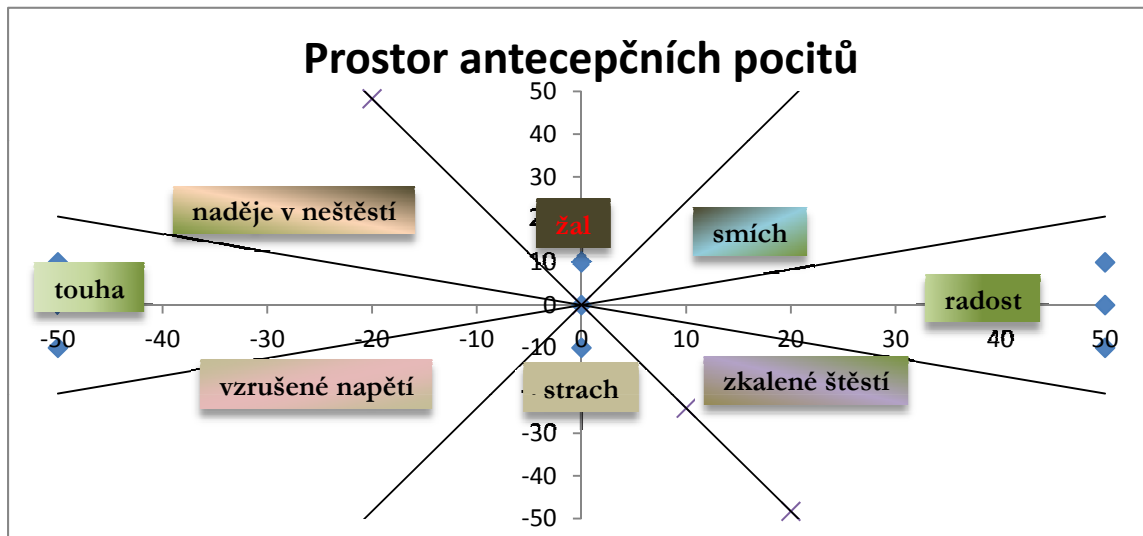 Prostor antecepčních pocitů
50
40
30
naděje v neštěstí
žal
smích
10
touha
0
radost
-50 -40 -30 -20 -10 0 10 20 30 40 50
-10
vzrušené napětí
strach
zkalené štěstí
-30
-40
-50